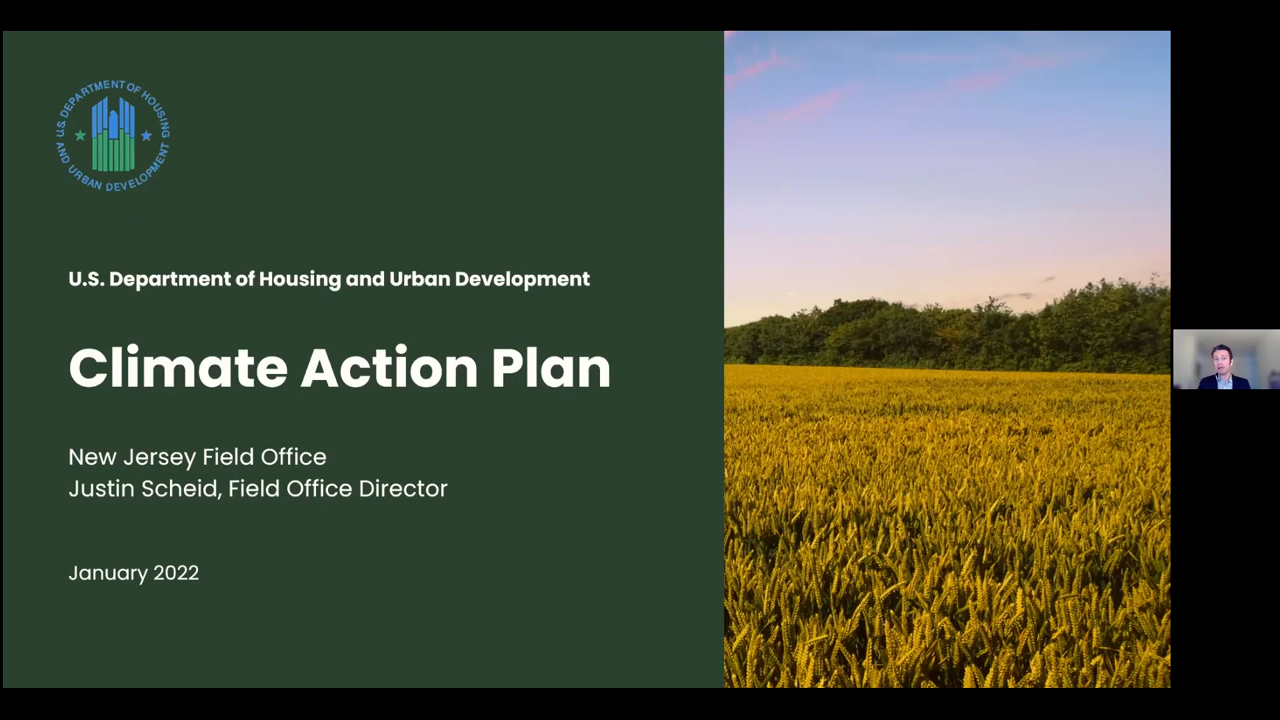 U.S. DEPARTMENT OF HOUSING
AND URBAN DEVELOPMENT
U.S. Department of Housing and Urban Development
Climate Action Plan
New Jersey Field Office
Justin Scheid, Field Office Director
January 2022